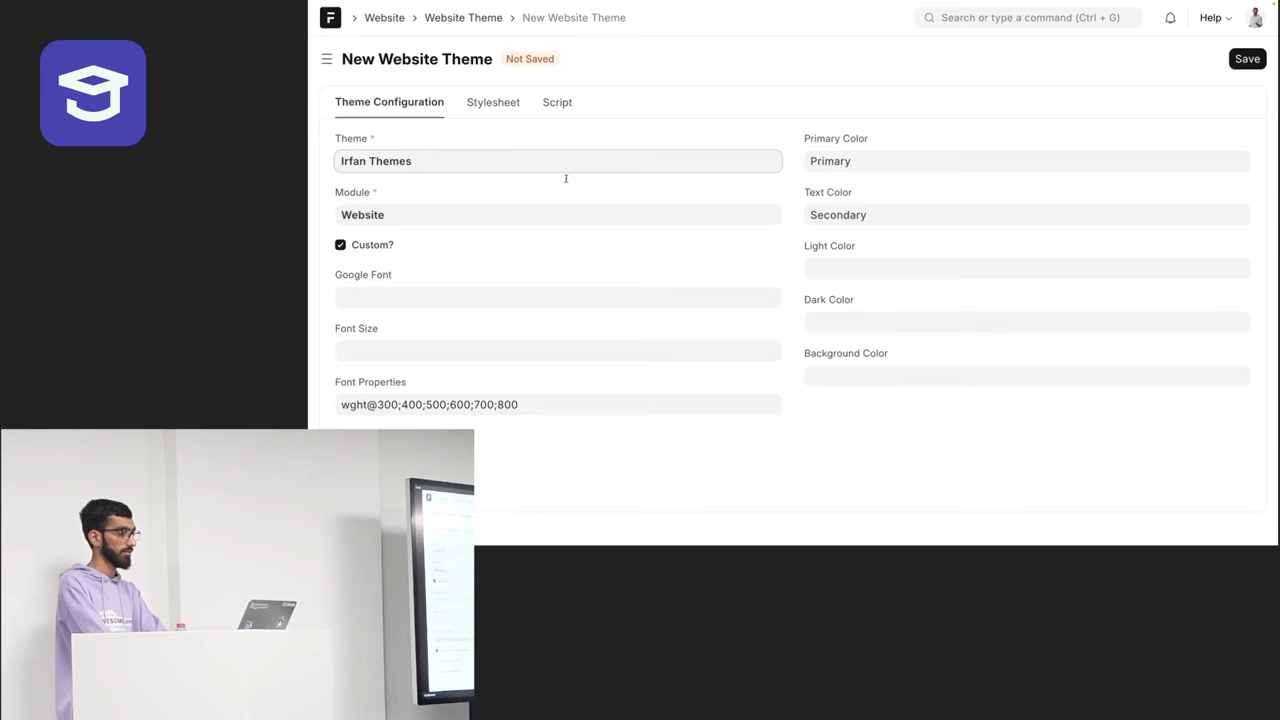 Website
Website Theme
New Website Theme
Search or type a command (Ctrl + G)
Help
New Website Theme
Not Saved
Save
Theme Configuration
Stylesheet
Script
Theme *
Irfan Themes
Module *
Website
Custom?
Google Font
Font Size
Font Properties
wght@300;400;500;600;700;800
Primary Color
Primary
Text Color
Secondary
Light Color
Dark Color
Background Color